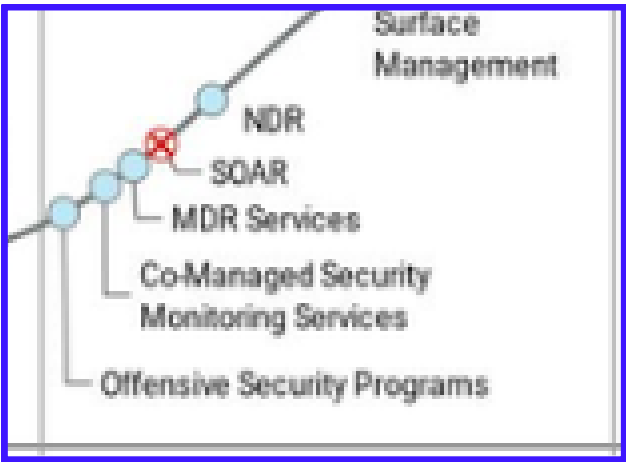 Surface
Management
NDR
SOAR
MDR Services
Co-Managed Security
Monitoring Services
Offensive Security Programs